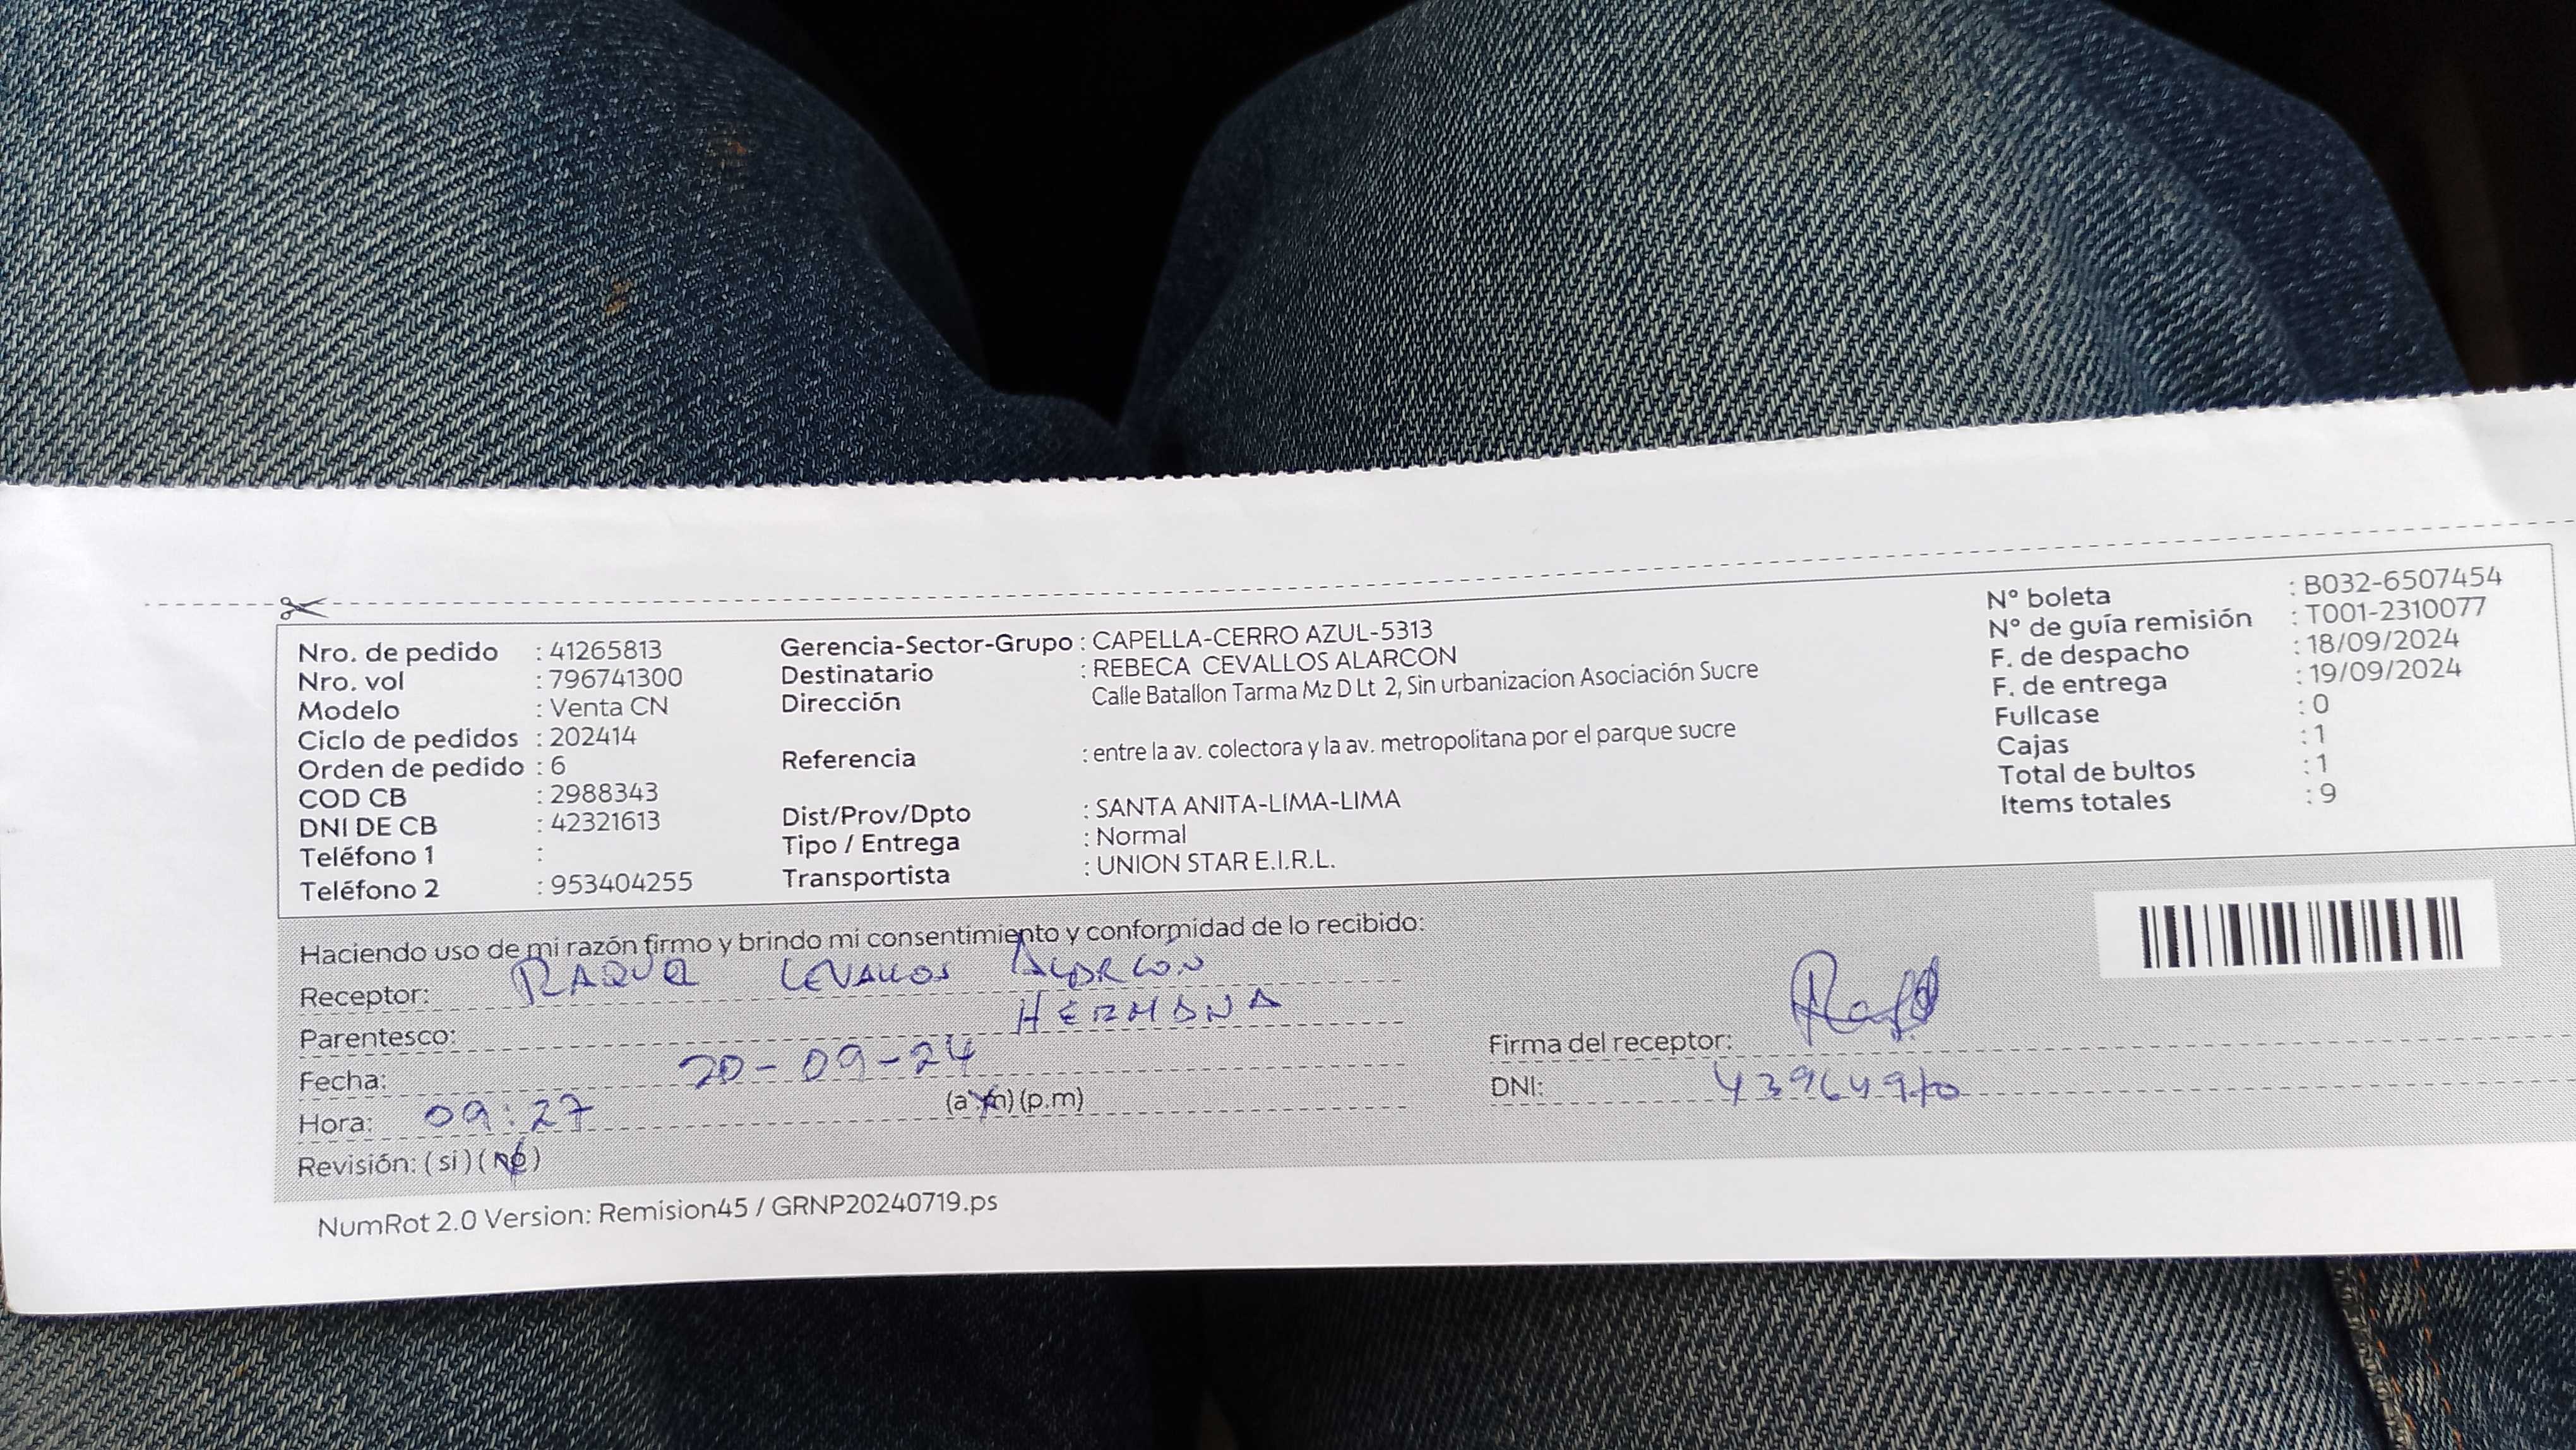 Nro. de pedido : 41265813
Nro. vol : 796741300
Modelo : Venta CN
Ciclo de pedidos : 202414
Orden de pedido : 6
COD CB : 2988343
DNI DE CB : 42321613
Teléfono 1 :
Teléfono 2 : 953404255
Gerencia-Sector-Grupo : CAPELLA-CERRO AZUL-5313
Destinatario : REBECA CEVALLOS ALARCON
Dirección Calle Batallon Tarma Mz D Lt 2, Sin urbanizacion Asociación Sucre
Referencia : entre la av. colectora y la av. metropolitana por el parque sucre
Dist/Prov/Dpto : SANTA ANITA-LIMA-LIMA
Tipo / Entrega : Normal
Transportista : UNION STAR E.I.R.L.
N° boleta : B032-6507454
N° de guía remisión : T001-2310077
F. de despacho : 18/09/2024
F. de entrega : 19/09/2024
Fullcase : 0
Cajas : 1
Total de bultos : 1
Items totales : 9
Haciendo uso de mi razón firmo y brindo mi consentimiento y conformidad de lo recibido:
Receptor: CEVALLOS ALARCON
Parentesco: HERMANA
Fecha: 20-09-24
Hora: 09:27 (a.m) (p.m)
Revisión: (si) (no)
Firma del receptor:
DNI:
NumRot 2.0 Version: Remision45 / GRNP20240719.ps